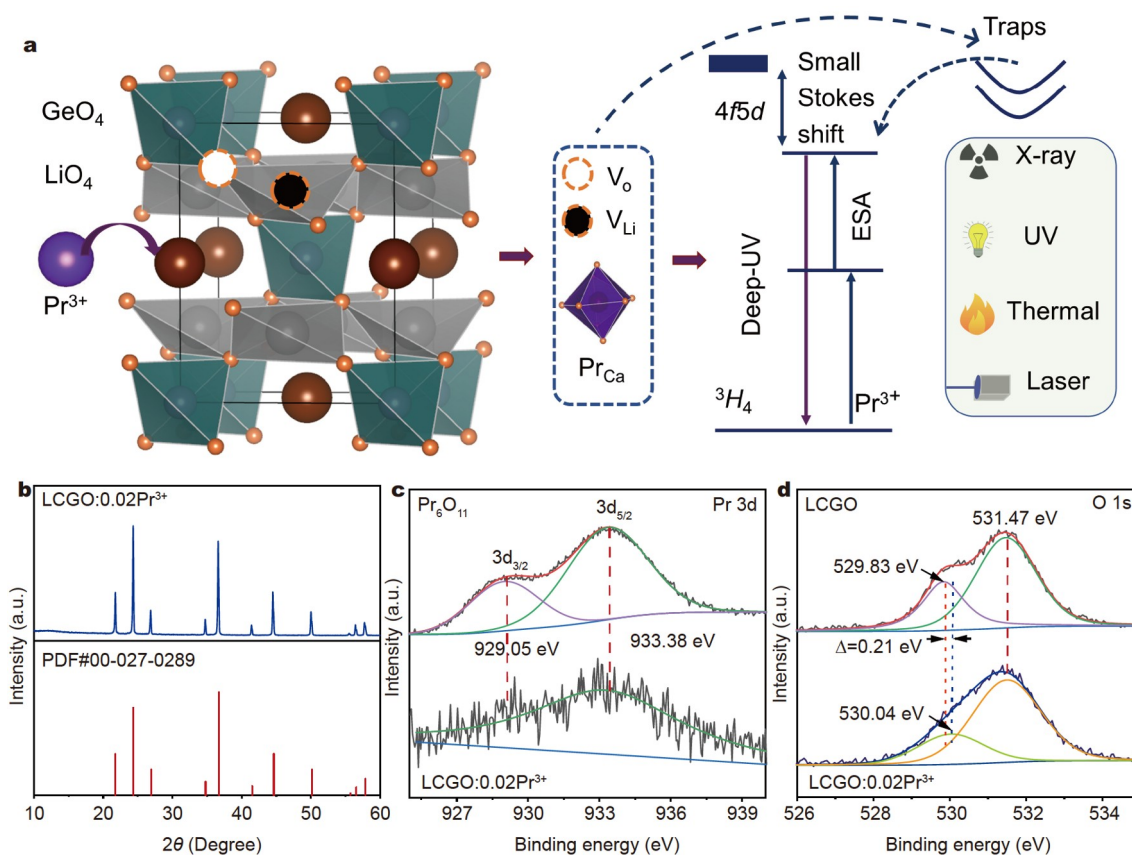 a
GeO₄
LiO₄
Pr³⁺
Vₒ
V_Li
Pr_Ca
4f5d
Small
Stokes
shift
Traps
Deep-UV
ESA
³H₄
Pr³⁺
X-ray
UV
Thermal
Laser
b
LCGO:0.02Pr³⁺
PDF#00-027-0289
Intensity (a.u.)
10 20 30 40 50 60
2θ (Degree)
c
Pr₆O₁₁
Pr 3d
3d₃/₂
3d₅/₂
929.05 eV
933.38 eV
LCGO:0.02Pr³⁺
Intensity (a.u.)
927 930 933 936 939
Binding energy (eV)
d
LCGO
O 1s
531.47 eV
529.83 eV
Δ=0.21 eV
530.04 eV
LCGO:0.02Pr³⁺
Intensity (a.u.)
526 528 530 532 534
Binding energy (eV)